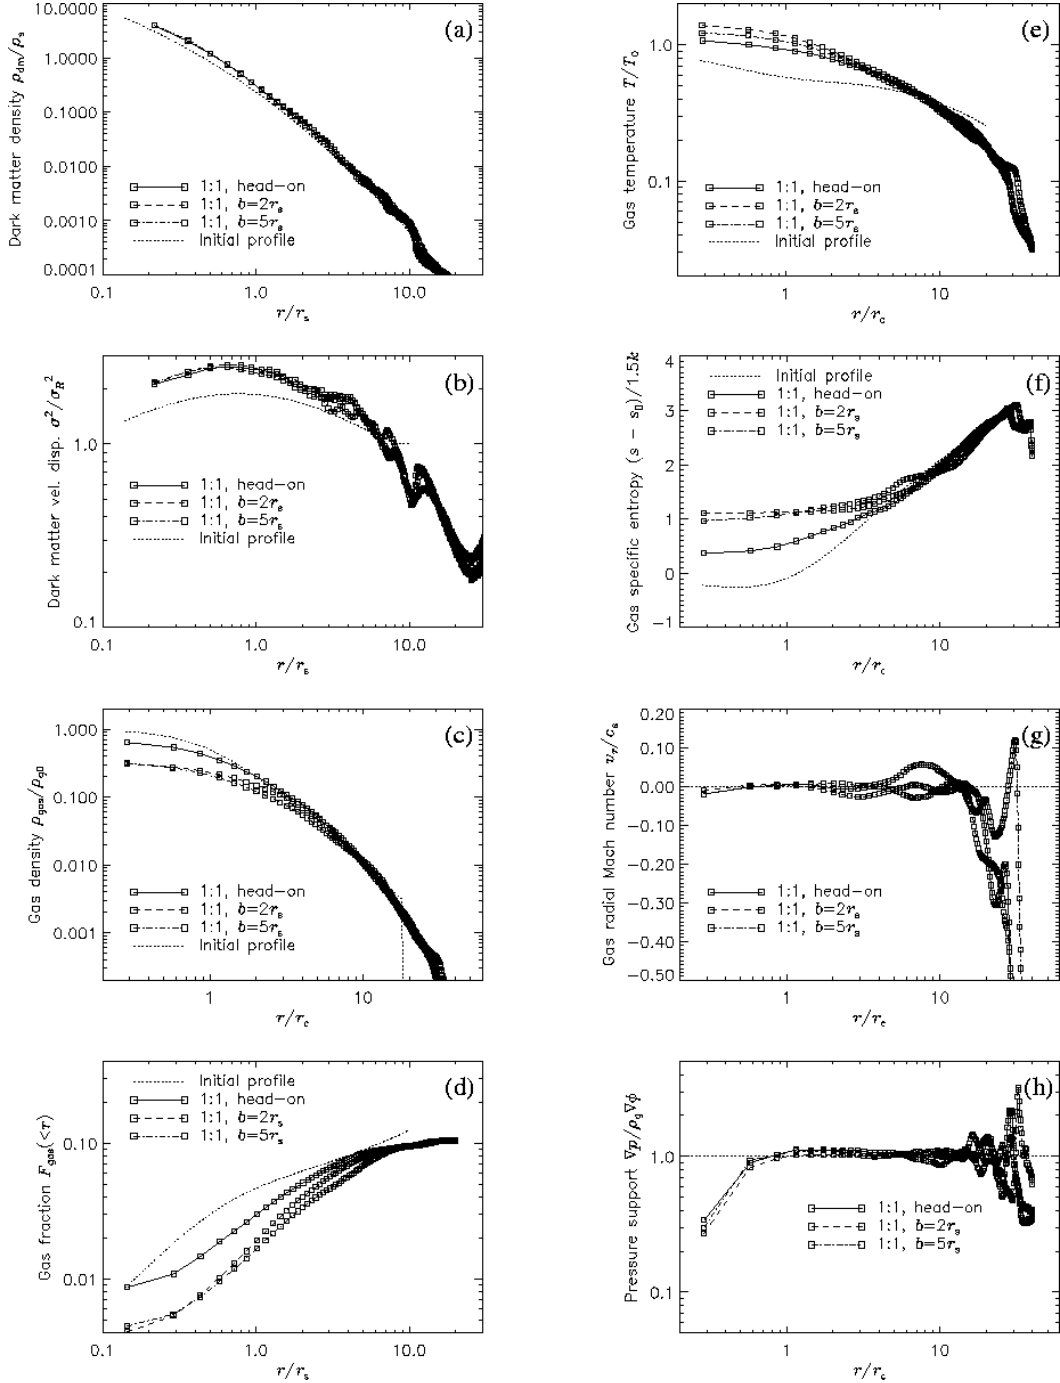 (a)
Dark matter density ρdm/ρs
10.0000
1.0000
0.1000
0.0100
0.0010
0.0001
1:1, head-on
1:1, b=2rs
1:1, b=5rs
Initial profile
0.1
1.0
10.0
r/rs
(b)
Dark matter vel. disp. σ²/σR²
1.0
0.1
1:1, head-on
1:1, b=2rs
1:1, b=5rs
Initial profile
0.1
1.0
10.0
r/rs
(c)
Gas density ρgas/ρg0
1.000
0.100
0.010
0.001
1:1, head-on
1:1, b=2rs
1:1, b=5rs
Initial profile
1
10
r/rc
(d)
Gas fraction Fgas(<r)
0.10
0.01
Initial profile
1:1, head-on
1:1, b=2rs
1:1, b=5rs
0.1
1.0
10.0
r/rs
(e)
Gas temperature T/T0
1.0
0.1
1:1, head-on
1:1, b=2rs
1:1, b=5rs
Initial profile
1
10
r/rc
(f)
Gas specific entropy (s − s0)/1.5k
4
3
2
1
0
−1
Initial profile
1:1, head-on
1:1, b=2rs
1:1, b=5rs
1
10
r/rc
(g)
Gas radial Mach number vr/cs
0.20
0.10
0.00
−0.10
−0.20
−0.30
−0.40
−0.50
1:1, head-on
1:1, b=2rs
1:1, b=5rs
1
10
r/rc
(h)
Pressure support ∇p/ρg∇ϕ
1.0
0.1
1:1, head-on
1:1, b=2rs
1:1, b=5rs
1
10
r/rc